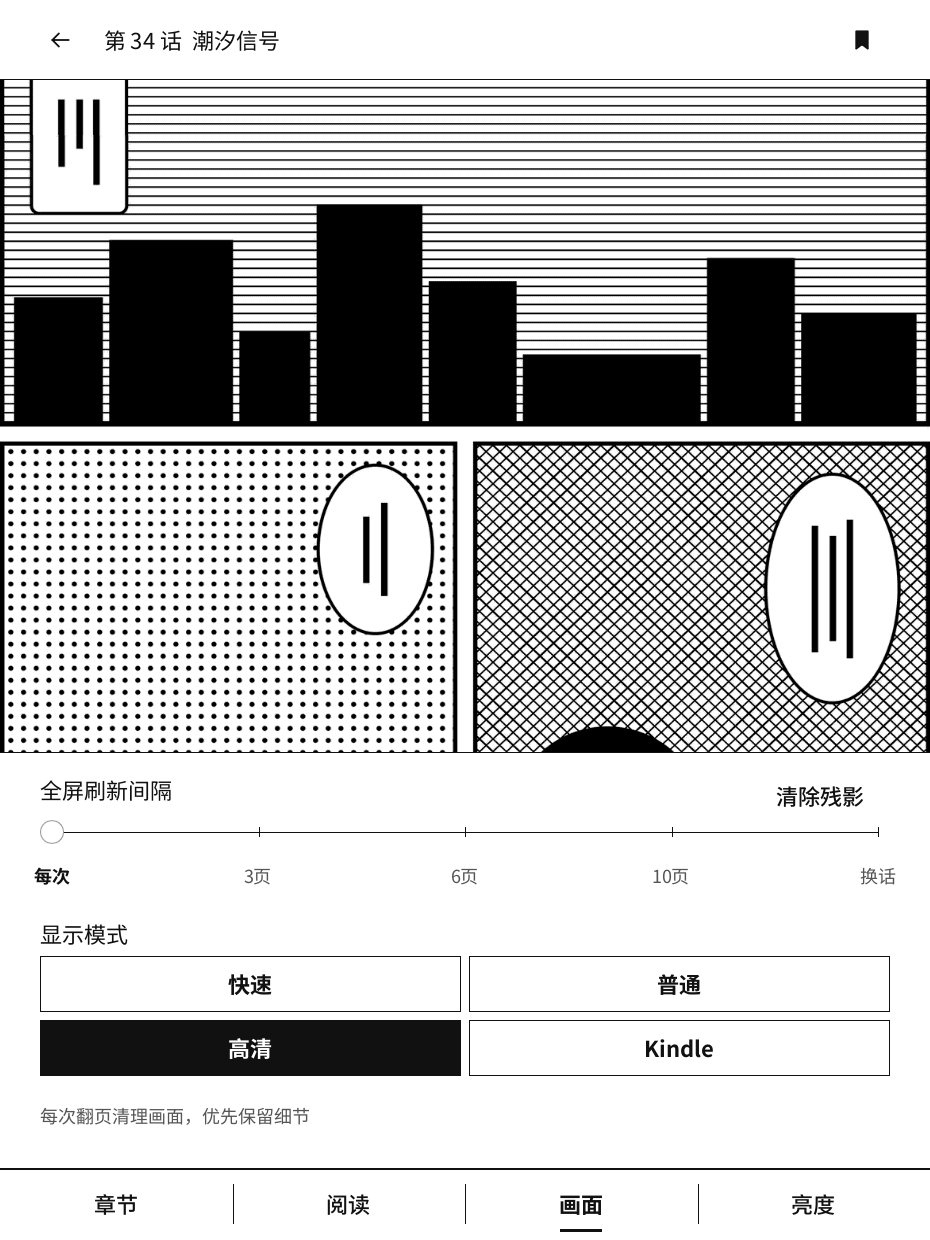 第 34 话 潮汐信号
全屏刷新间隔
清除残影
每次 3页 6页 10页 换话
显示模式
快速 普通
高清 Kindle
每次翻页清理画面，优先保留细节
章节 阅读 画面 亮度